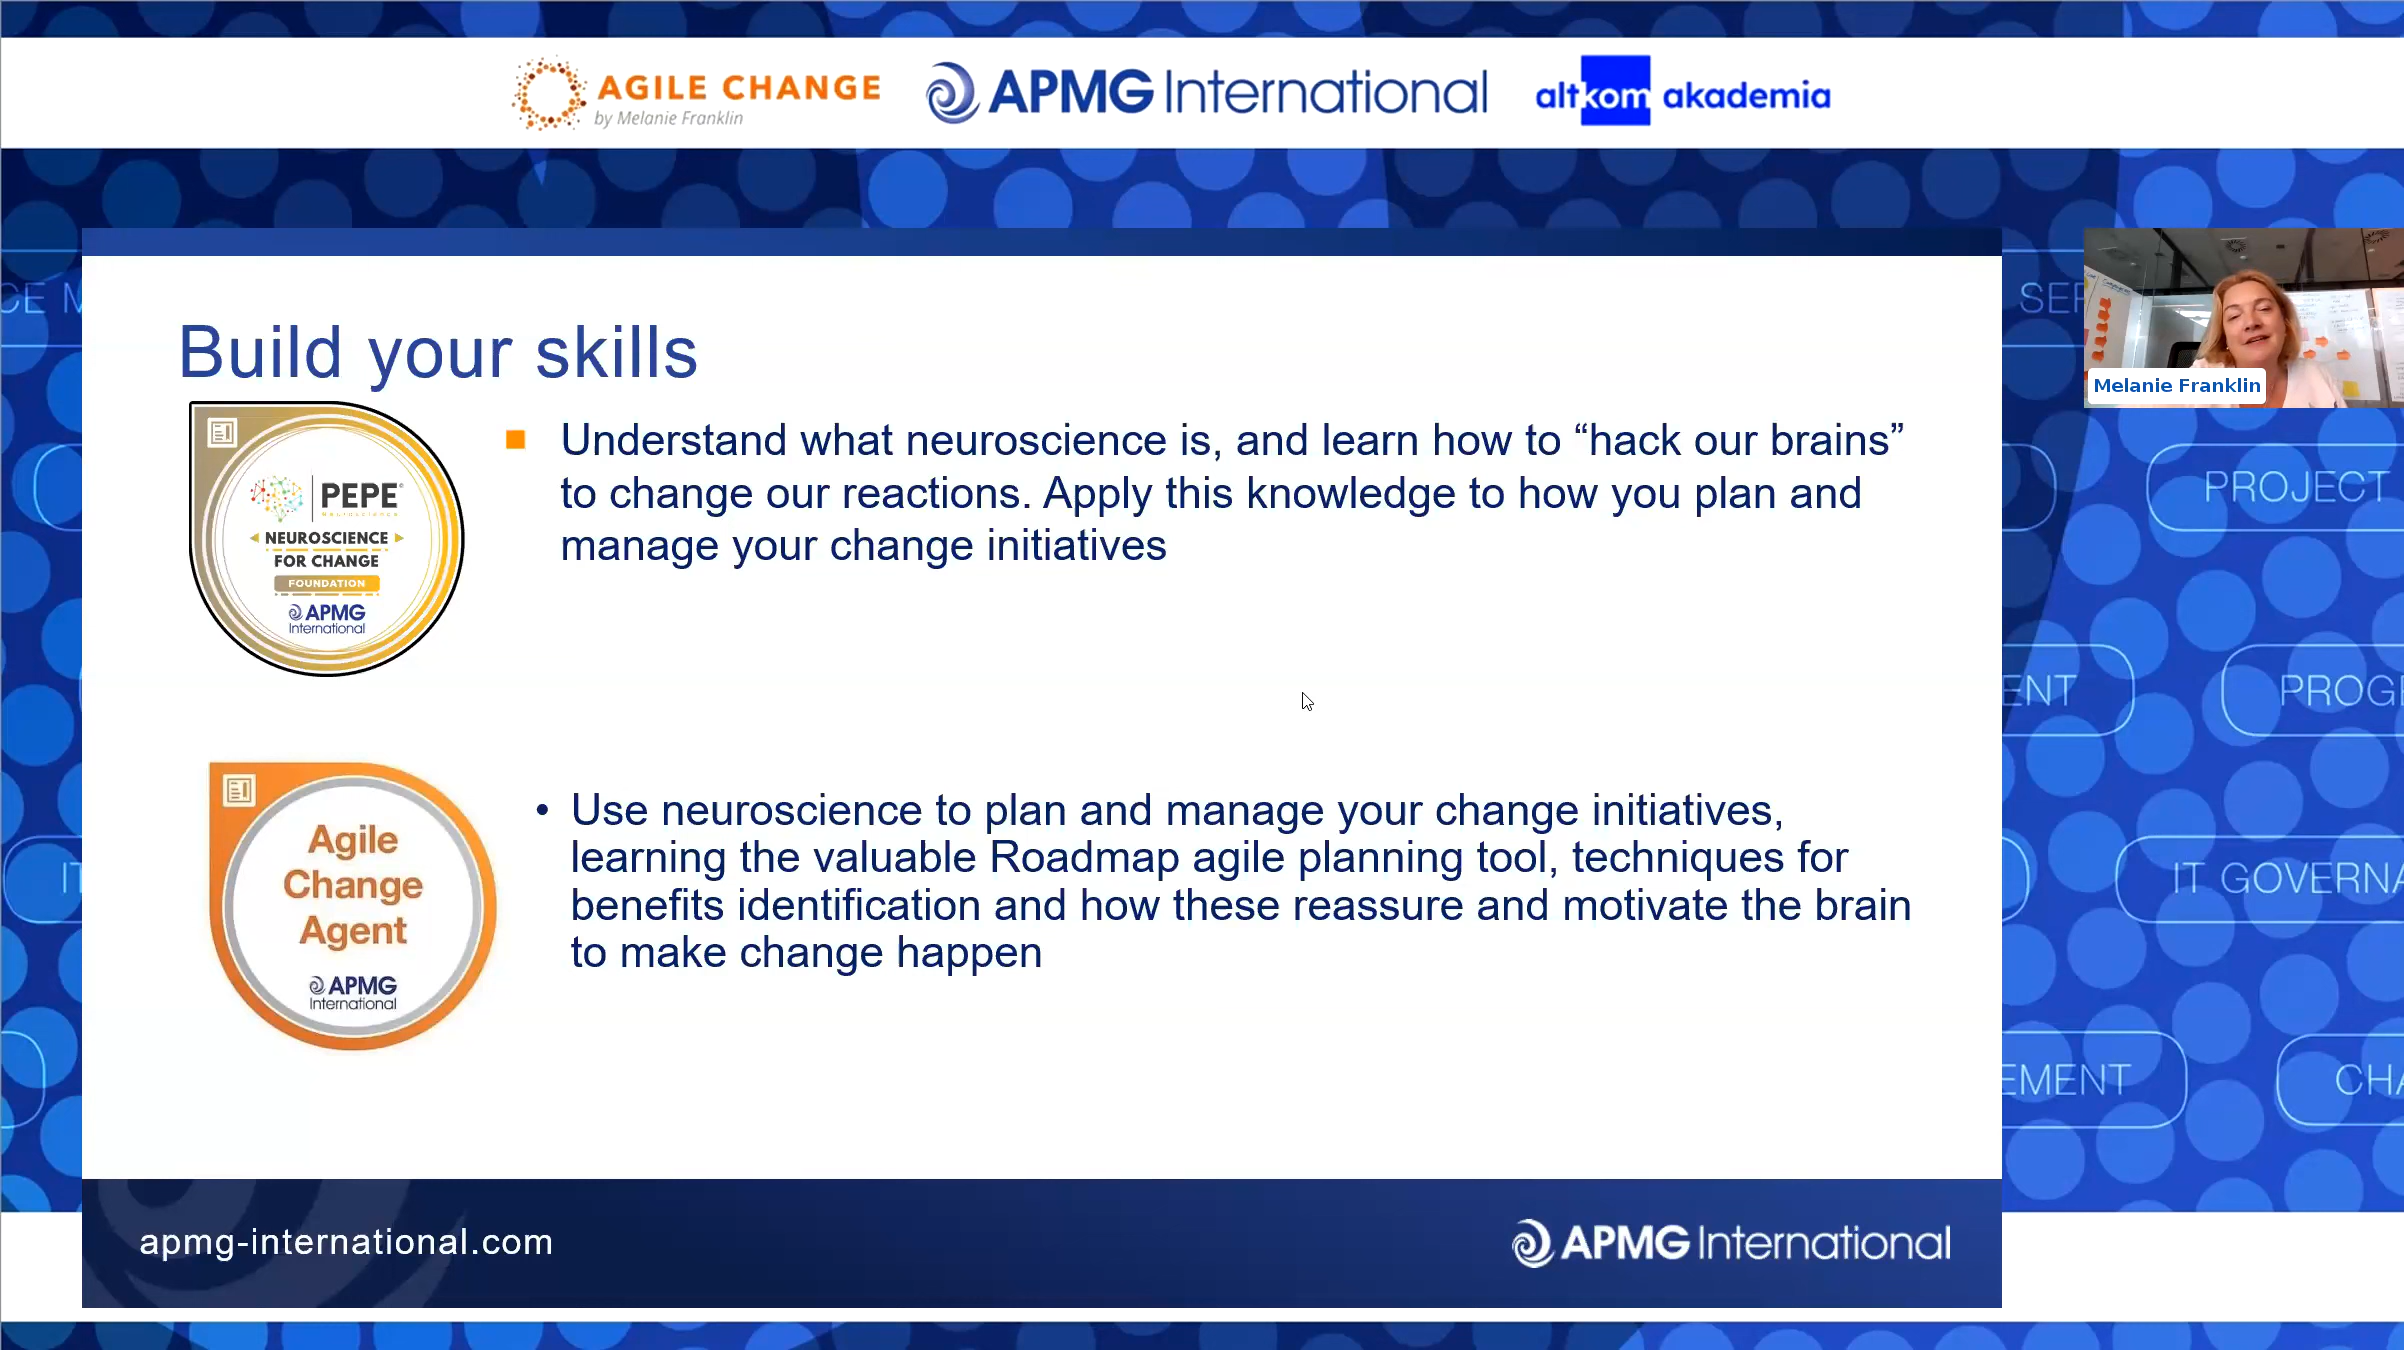 AGILE CHANGE
by Melanie Franklin
APMG International
altkom akademia
Build your skills
PEPE
Neuroscience
NEUROSCIENCE
FOR CHANGE
FOUNDATION
APMG
International
Understand what neuroscience is, and learn how to “hack our brains”
to change our reactions. Apply this knowledge to how you plan and
manage your change initiatives
Agile
Change
Agent
APMG
International
• Use neuroscience to plan and manage your change initiatives,
learning the valuable Roadmap agile planning tool, techniques for
benefits identification and how these reassure and motivate the brain
to make change happen
apmg-international.com
APMG International
Melanie Franklin
CE M
SER
PROJECT
ENT
PROG
IT
IT GOVERNA
EMENT
CHA